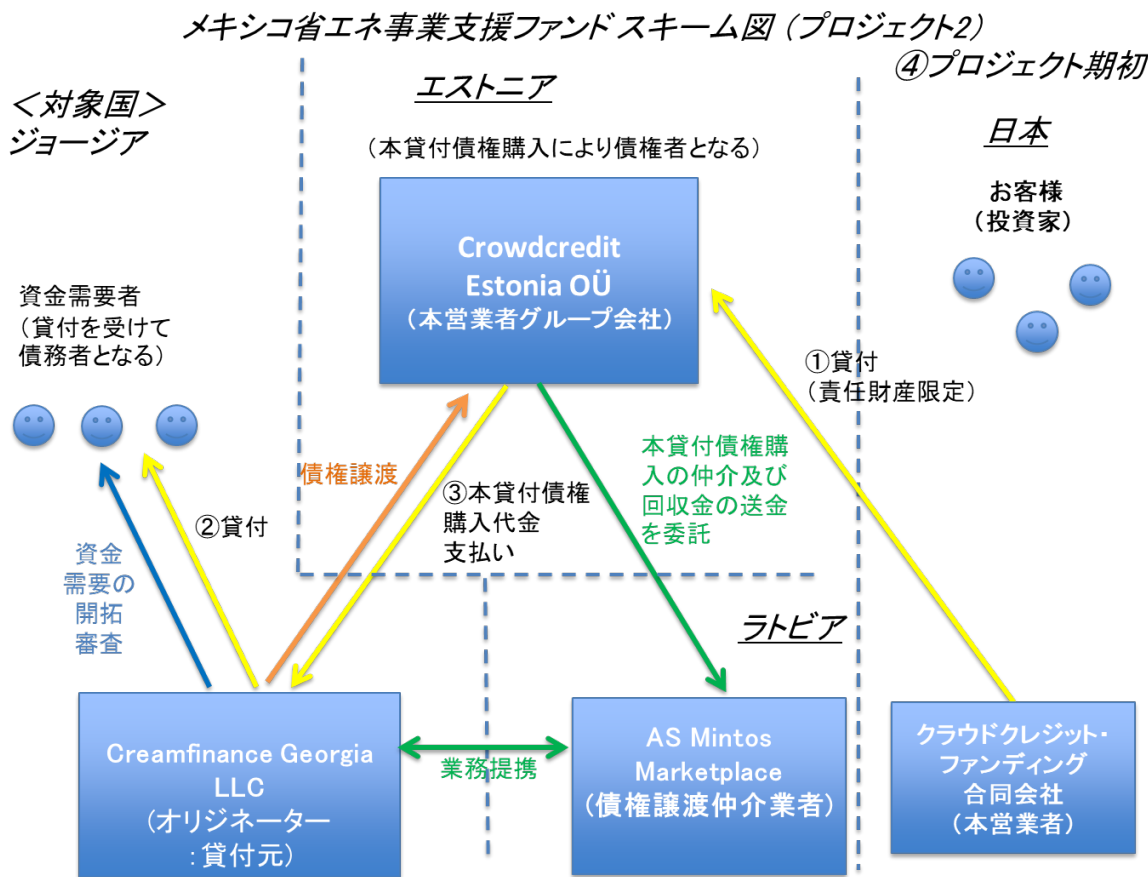 メキシコ省エネ事業支援ファンド スキーム図 (プロジェクト2)
④プロジェクト期初
<対象国>
ジョージア
エストニア
(本貸付債権購入により債権者となる)
日本
お客様
(投資家)
Crowdcredit
Estonia OÜ
(本営業者グループ会社)
資金需要者
(貸付を受けて
債務者となる)
①貸付
(責任財産限定)
債権譲渡
③本貸付債権
購入代金
支払い
本貸付債権購
入の仲介及び
回収金の送金
を委託
②貸付
資金
需要の
開拓
審査
ラトビア
Creamfinance Georgia
LLC
(オリジネーター
:貸付元)
業務提携
AS Mintos
Marketplace
(債権譲渡仲介業者)
クラウドクレジット・
ファンディング
合同会社
(本営業者)